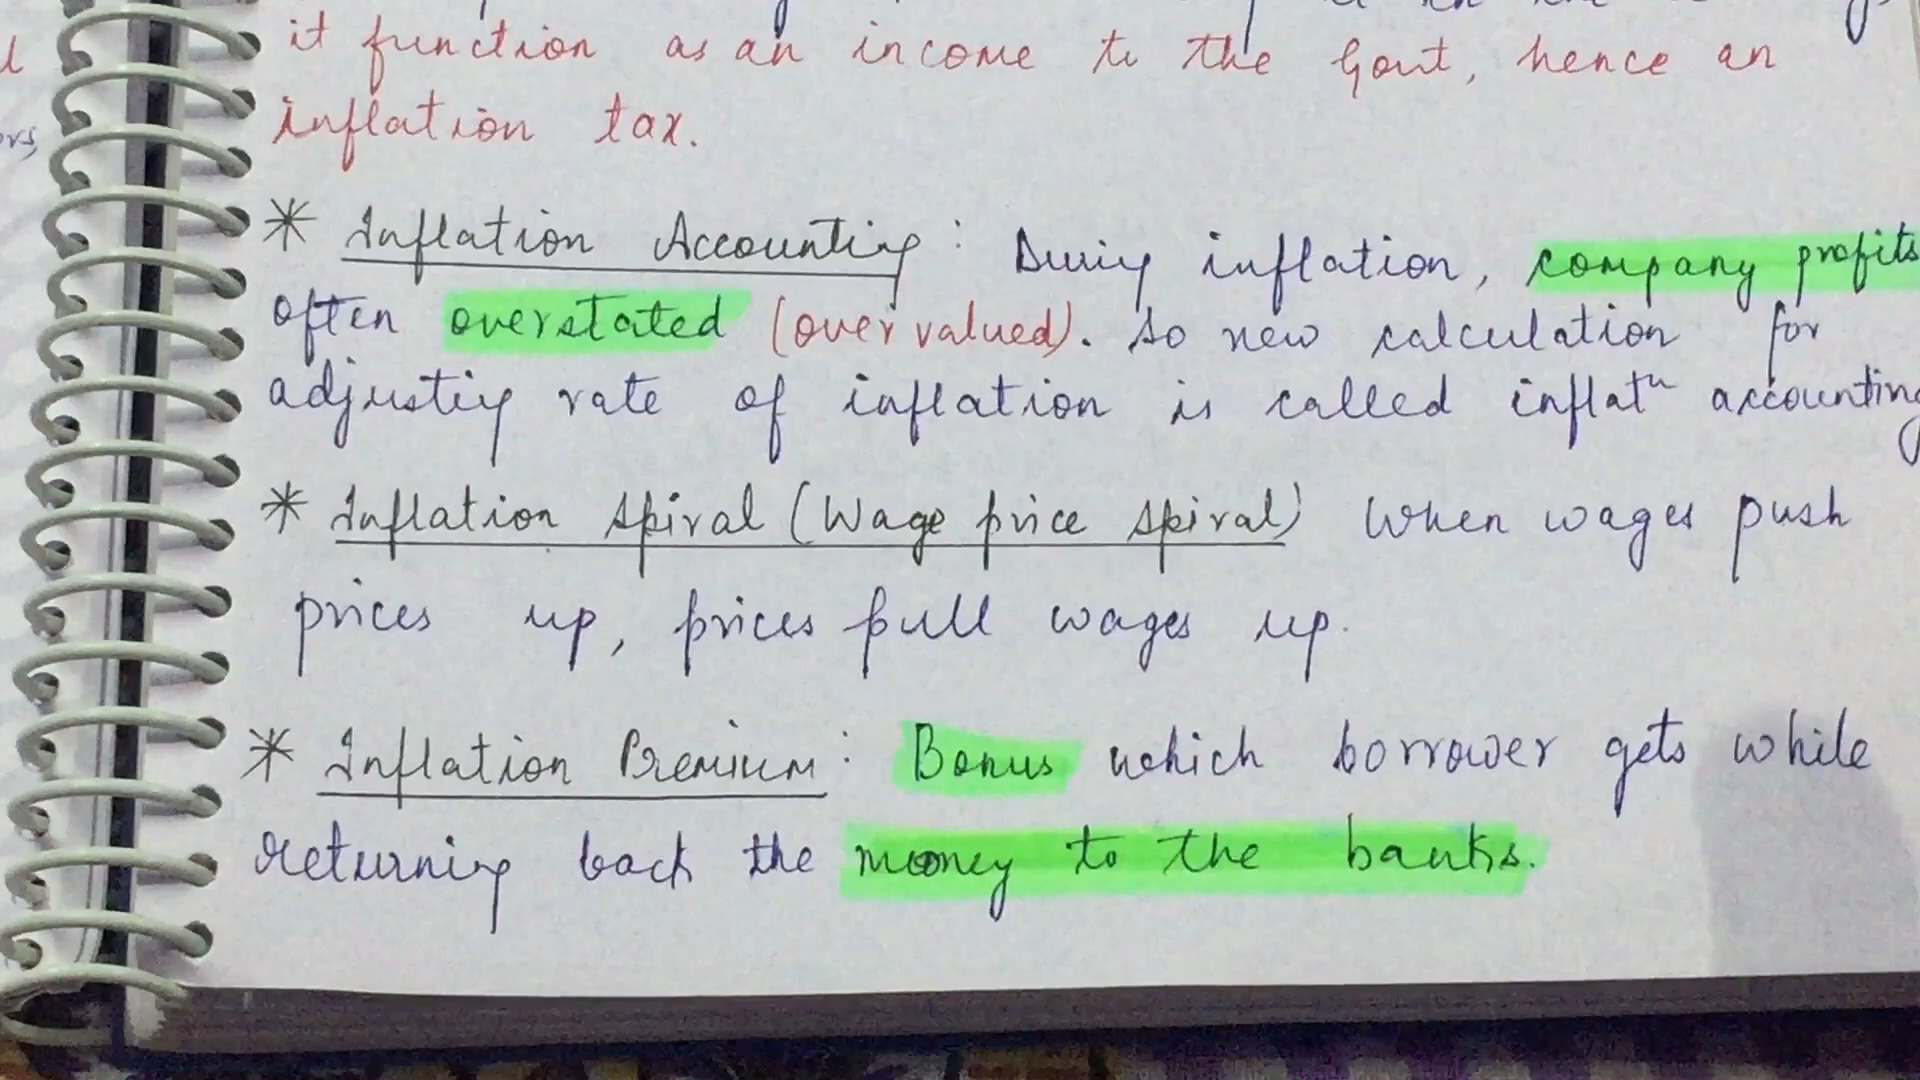 it function as an income to the Govt, hence an
inflation tax.
* Inflation Accounting : During inflation, company profits
often overstated (over valued). So new calculation for
adjusting rate of inflation is called inflatⁿ accounting
* Inflation Spiral (Wage price spiral) When wages push
prices up, prices pull wages up.
* Inflation Premium : Bonus which borrower gets while
returning back the money to the banks.